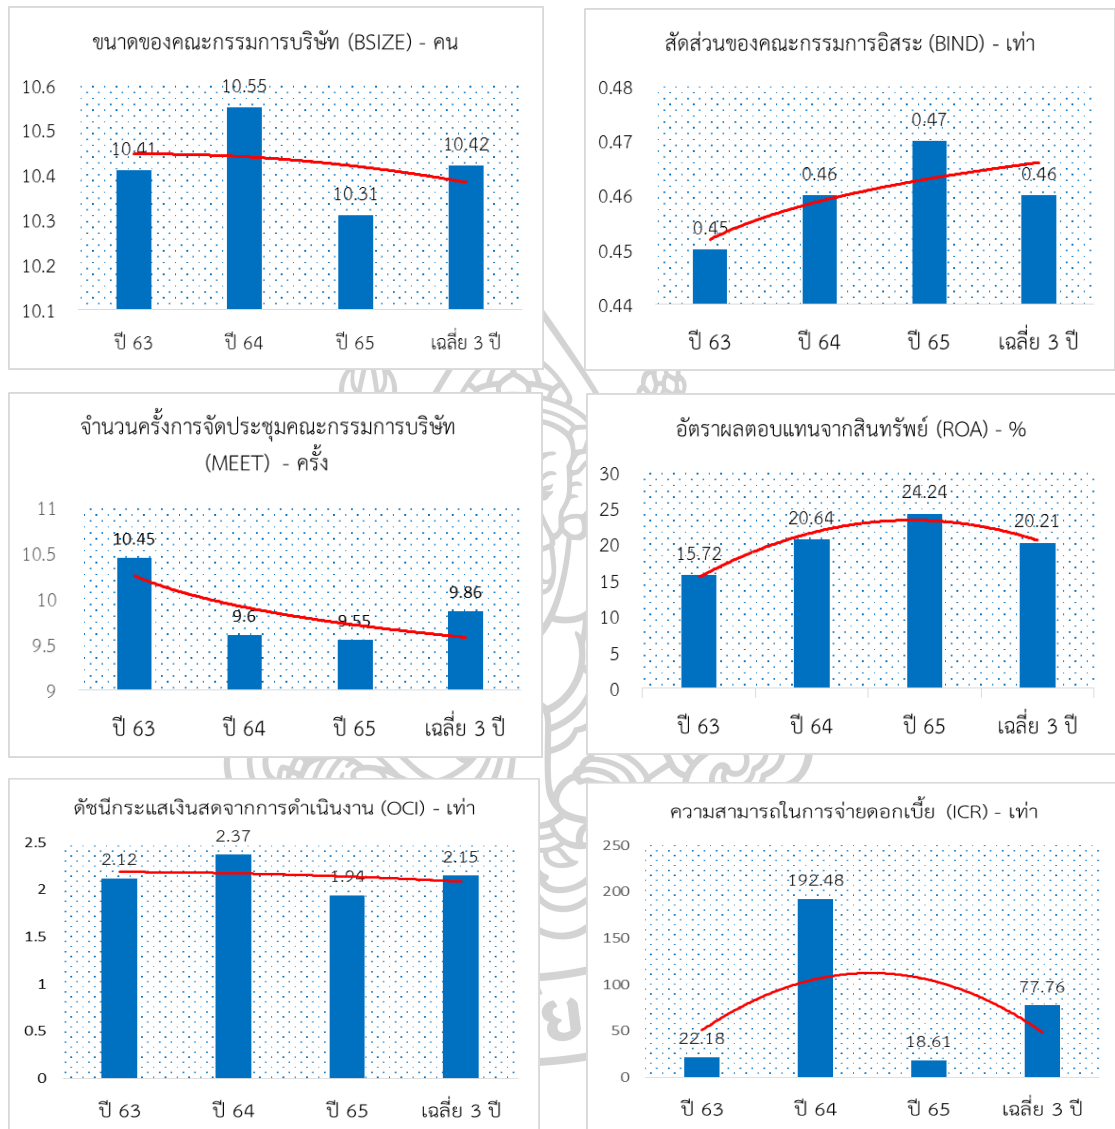 ขนาดของคณะกรรมการบริษัท (BSIZE) - คน
10.6
10.5
10.4
10.3
10.2
10.1
10.41
10.55
10.31
10.42
ปี 63
ปี 64
ปี 65
เฉลี่ย 3 ปี
สัดส่วนของคณะกรรมการอิสระ (BIND) - เท่า
0.48
0.47
0.46
0.45
0.44
0.45
0.46
0.47
0.46
ปี 63
ปี 64
ปี 65
เฉลี่ย 3 ปี
จำนวนครั้งการจัดประชุมคณะกรรมการบริษัท
(MEET) - ครั้ง
11
10.5
10
9.5
9
10.45
9.6
9.55
9.86
ปี 63
ปี 64
ปี 65
เฉลี่ย 3 ปี
อัตราผลตอบแทนจากสินทรัพย์ (ROA) - %
30
25
20
15
10
5
0
15.72
20.64
24.24
20.21
ปี 63
ปี 64
ปี 65
เฉลี่ย 3 ปี
ดัชนีกระแสเงินสดจากการดำเนินงาน (OCI) - เท่า
2.5
2
1.5
1
0.5
0
2.12
2.37
1.94
2.15
ปี 63
ปี 64
ปี 65
เฉลี่ย 3 ปี
ความสามารถในการจ่ายดอกเบี้ย (ICR) - เท่า
250
200
150
100
50
0
22.18
192.48
18.61
77.76
ปี 63
ปี 64
ปี 65
เฉลี่ย 3 ปี